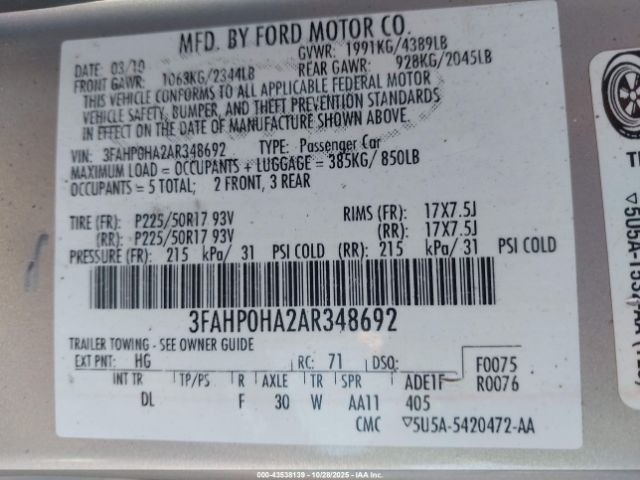 MFD. BY FORD MOTOR CO.
DATE: 03/10 GVWR: 1991KG/4389LB
FRONT GAWR: 1063KG/2344LB REAR GAWR: 928KG/2045LB
THIS VEHICLE CONFORMS TO ALL APPLICABLE FEDERAL MOTOR
VEHICLE SAFETY, BUMPER, AND THEFT PREVENTION STANDARDS
IN EFFECT ON THE DATE OF MANUFACTURE SHOWN ABOVE.
VIN: 3FAHP0HA2AR348692 TYPE: Passenger Car
MAXIMUM LOAD = OCCUPANTS + LUGGAGE = 385KG/ 850LB
OCCUPANTS = 5 TOTAL; 2 FRONT, 3 REAR
TIRE (FR): P225/50R17 93V RIMS (FR): 17X7.5J
(RR): P225/50R17 93V (RR): 17X7.5J
PRESSURE (FR): 215 kPa/ 31 PSI COLD (RR): 215 kPa/ 31 PSI COLD
3FAHP0HA2AR348692
TRAILER TOWING - SEE OWNER GUIDE
EXT PNT: HG RC: 71 DSO: F0075
INT TR TP/PS R AXLE TR SPR ADE1F R0076
DL F 30 W AA11 405
CMC ▽5U5A-5420472-AA
000-43538139 - 10/28/2025 - IAAI Chicago-North